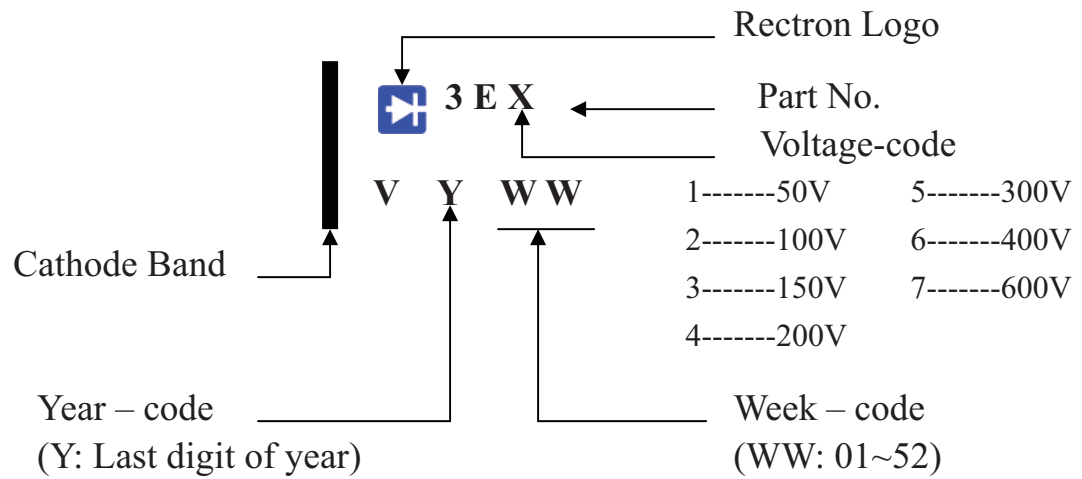 Rectron Logo
3 E X
Part No.
Voltage-code
V Y W W
1-------50V 5-------300V
2-------100V 6-------400V
3-------150V 7-------600V
4-------200V
Cathode Band
Year – code
(Y: Last digit of year)
Week – code
(WW: 01~52)